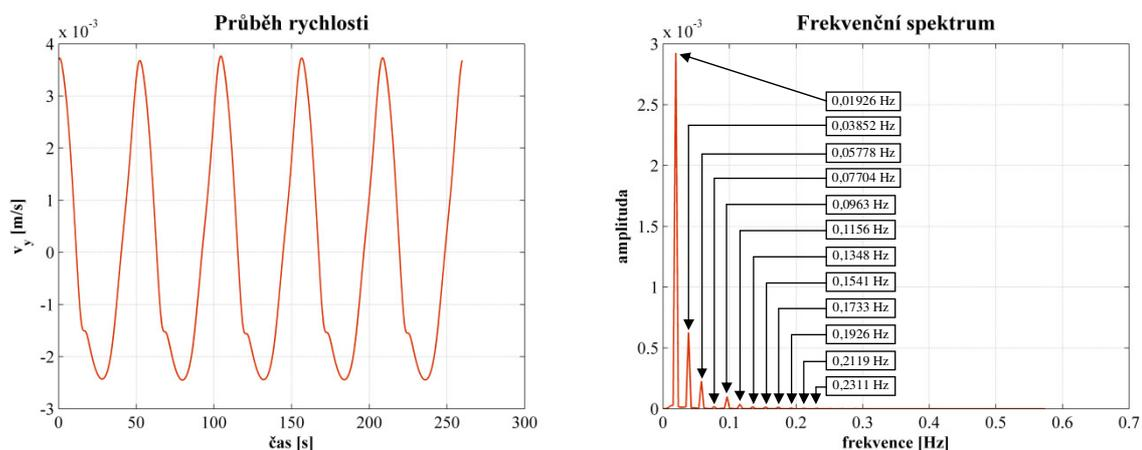 Průběh rychlosti
x 10⁻³
4
3
2
1
0
-1
-2
-3
v_y [m/s]
0 50 100 150 200 250 300
čas [s]
Frekvenční spektrum
x 10⁻³
3
2.5
2
1.5
1
0.5
0
amplituda
0,01926 Hz
0,03852 Hz
0,05778 Hz
0,07704 Hz
0,0963 Hz
0,1156 Hz
0,1348 Hz
0,1541 Hz
0,1733 Hz
0,1926 Hz
0,2119 Hz
0,2311 Hz
0 0.1 0.2 0.3 0.4 0.5 0.6 0.7
frekvence [Hz]